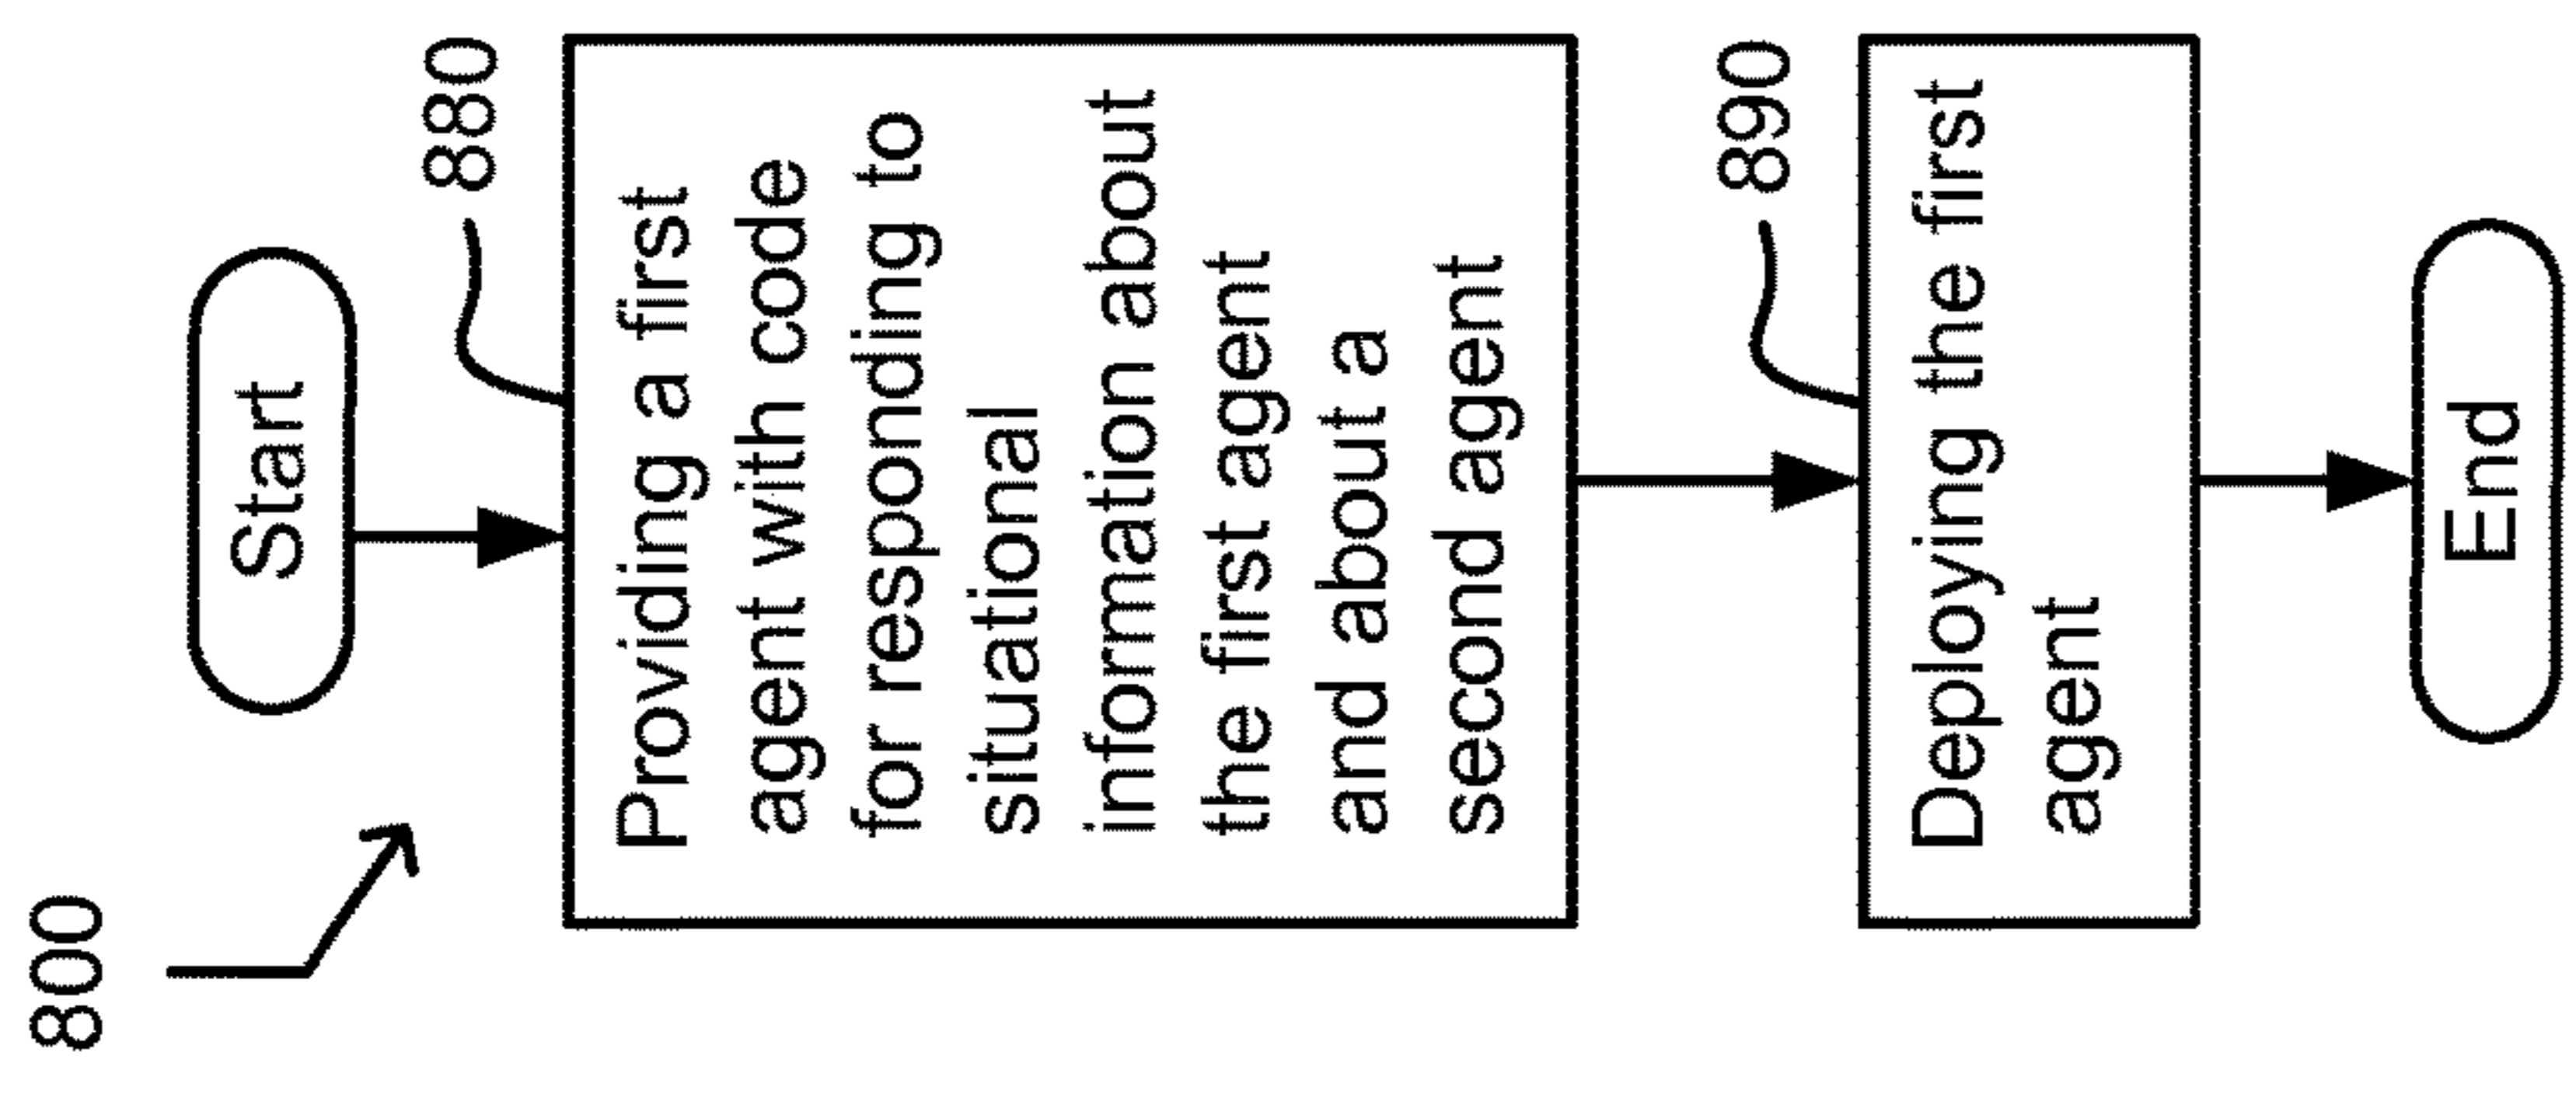 800
Start
880
Providing a first
agent with code
for responding to
situational
information about
the first agent
and about a
second agent
890
Deploying the first
agent
End